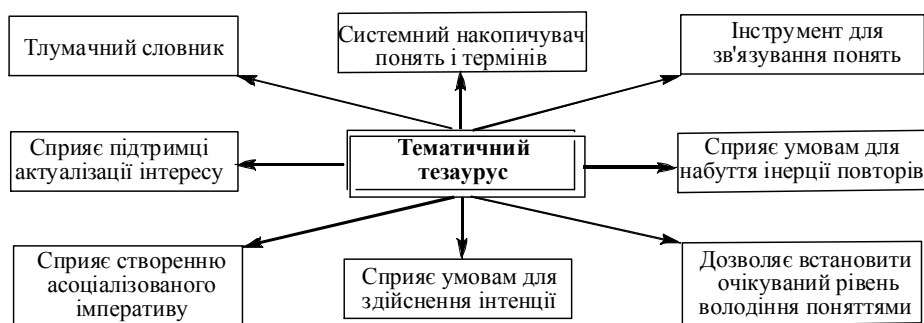 Тлумачний словник
Системний накопичувач
понять і термінів
Інструмент для
зв'язування понять
Сприяє підтримці
актуалізації інтересу
Тематичний
тезаурус
Сприяє умовам для
набуття інерції повторів
Сприяє створенню
асоціалізованого
імперативу
Сприяє умовам для
здійснення інтенції
Дозволяє встановити
очікуваний рівень
володіння поняттями